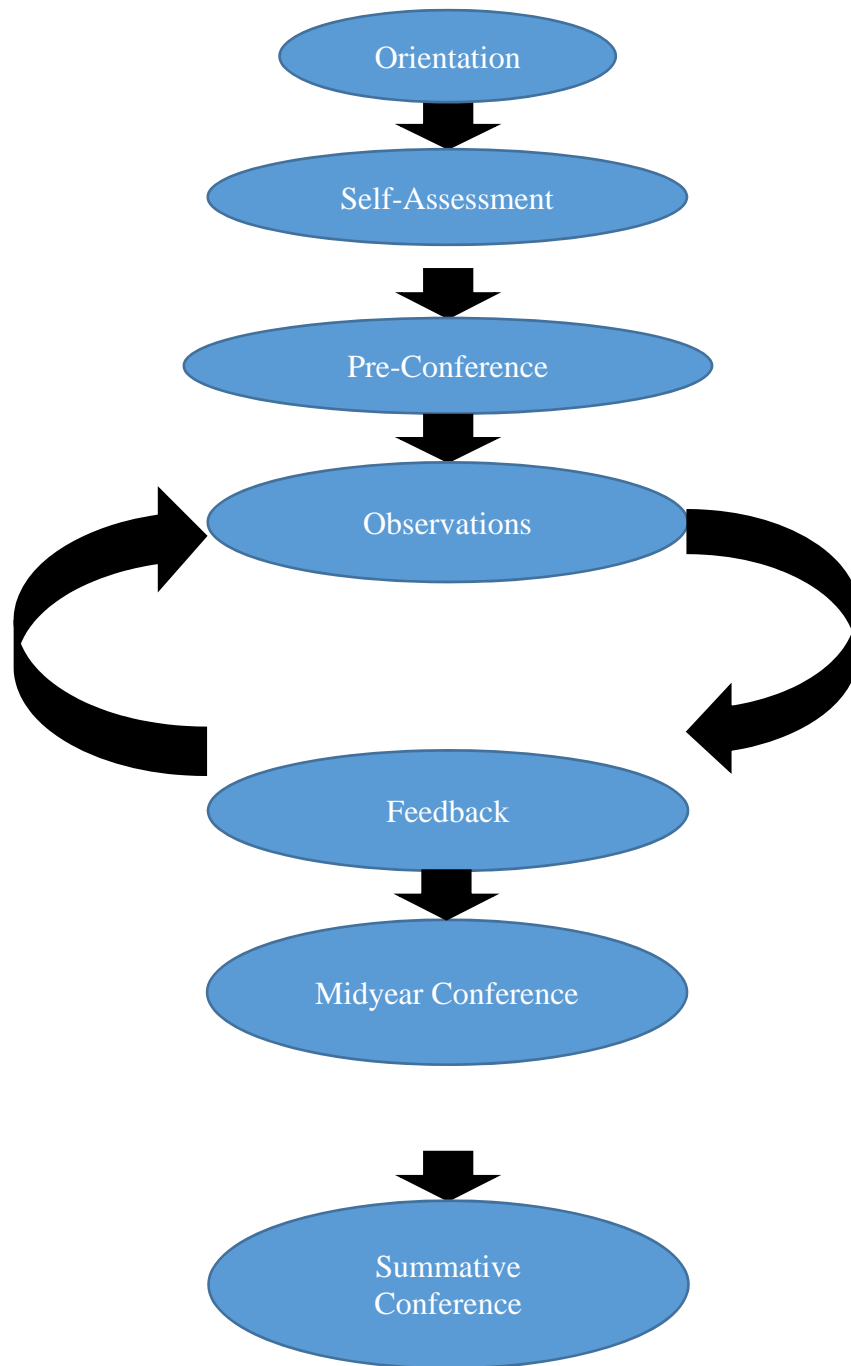 Orientation
Self-Assessment
Pre-Conference
Observations
Feedback
Midyear Conference
Summative
Conference